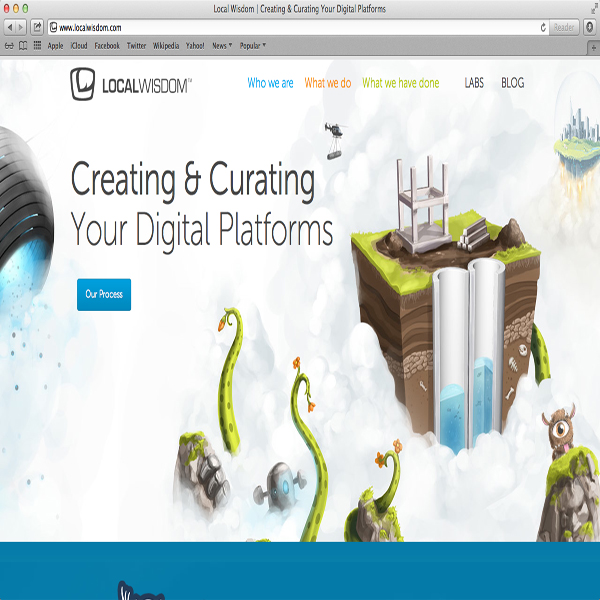 Local Wisdom | Creating & Curating Your Digital Platforms
www.localwisdom.com
Reader
Apple iCloud Facebook Twitter Wikipedia Yahoo! News Popular
LOCALWISDOM™
Who we are What we do What we have done LABS BLOG
Creating & Curating
Your Digital Platforms
Our Process